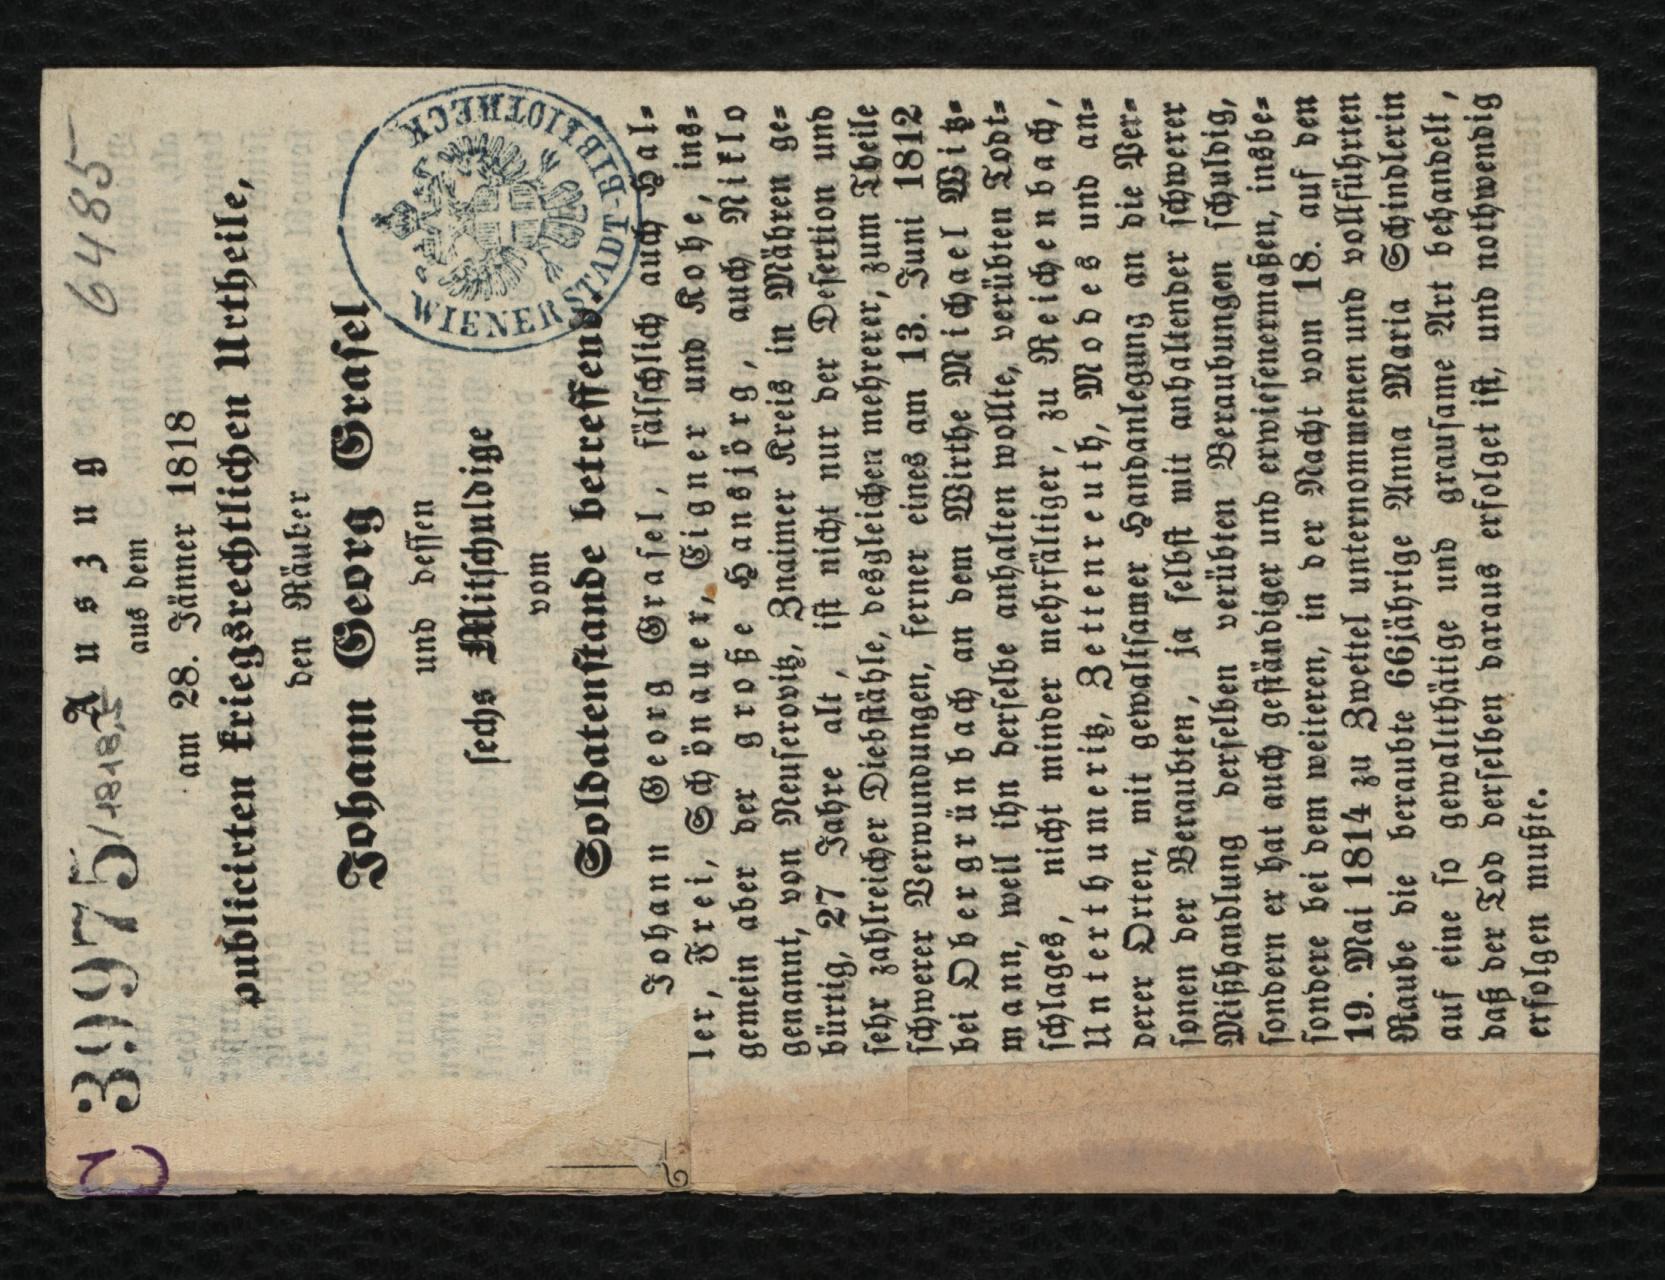 C
39975/1818,5
6485
Auszug
aus dem
am 28. Jänner 1818
publicirten kriegsrechtlichen Urtheile,
den Räuber
Johann Georg Grasel
und dessen
sechs Mitschuldige
vom
Soldatenstande betreffend.
WIENER STADT-BIBLIOTHECK
Johann Georg Grasel, fälschlich auch Hal-
ler, Frei, Schönauer, Eigner und Kohe, ins-
gemein aber der große Hansjörg, auch Niklo
genannt, von Neuserovitz, Znaimer Kreis in Mähren ge-
bürtig, 27 Jahre alt, ist nicht nur der Desertion und
sehr zahlreicher Diebstähle, desgleichen mehrerer, zum Theile
schwerer Verwundungen, ferner eines am 13. Juni 1812
bei Obergrünbach an dem Wirthe Michael Witz-
mann, weil ihn derselbe anhalten wollte, verübten Todt-
schlages, nicht minder mehrfältiger, zu Reichenbach,
Unterthumeritz, Zettenreuth, Modes und an-
derer Orten, mit gewaltsamer Handanlegung an die Per-
sonen der Beraubten, ja selbst mit anhaltender schwerer
Mißhandlung derselben verübten Beraubungen schuldig,
sondern er hat auch geständiger und erwiesenermaßen, insbe-
sondere bei dem weiteren, in der Nacht vom 18. auf den
19. Mai 1814 zu Zwettel unternommenen und vollführten
Raube die beraubte 66jährige Anna Maria Schindlerin
auf eine so gewaltthätige und grausame Art behandelt,
daß der Tod derselben daraus erfolget ist, und nothwendig
erfolgen mußte.